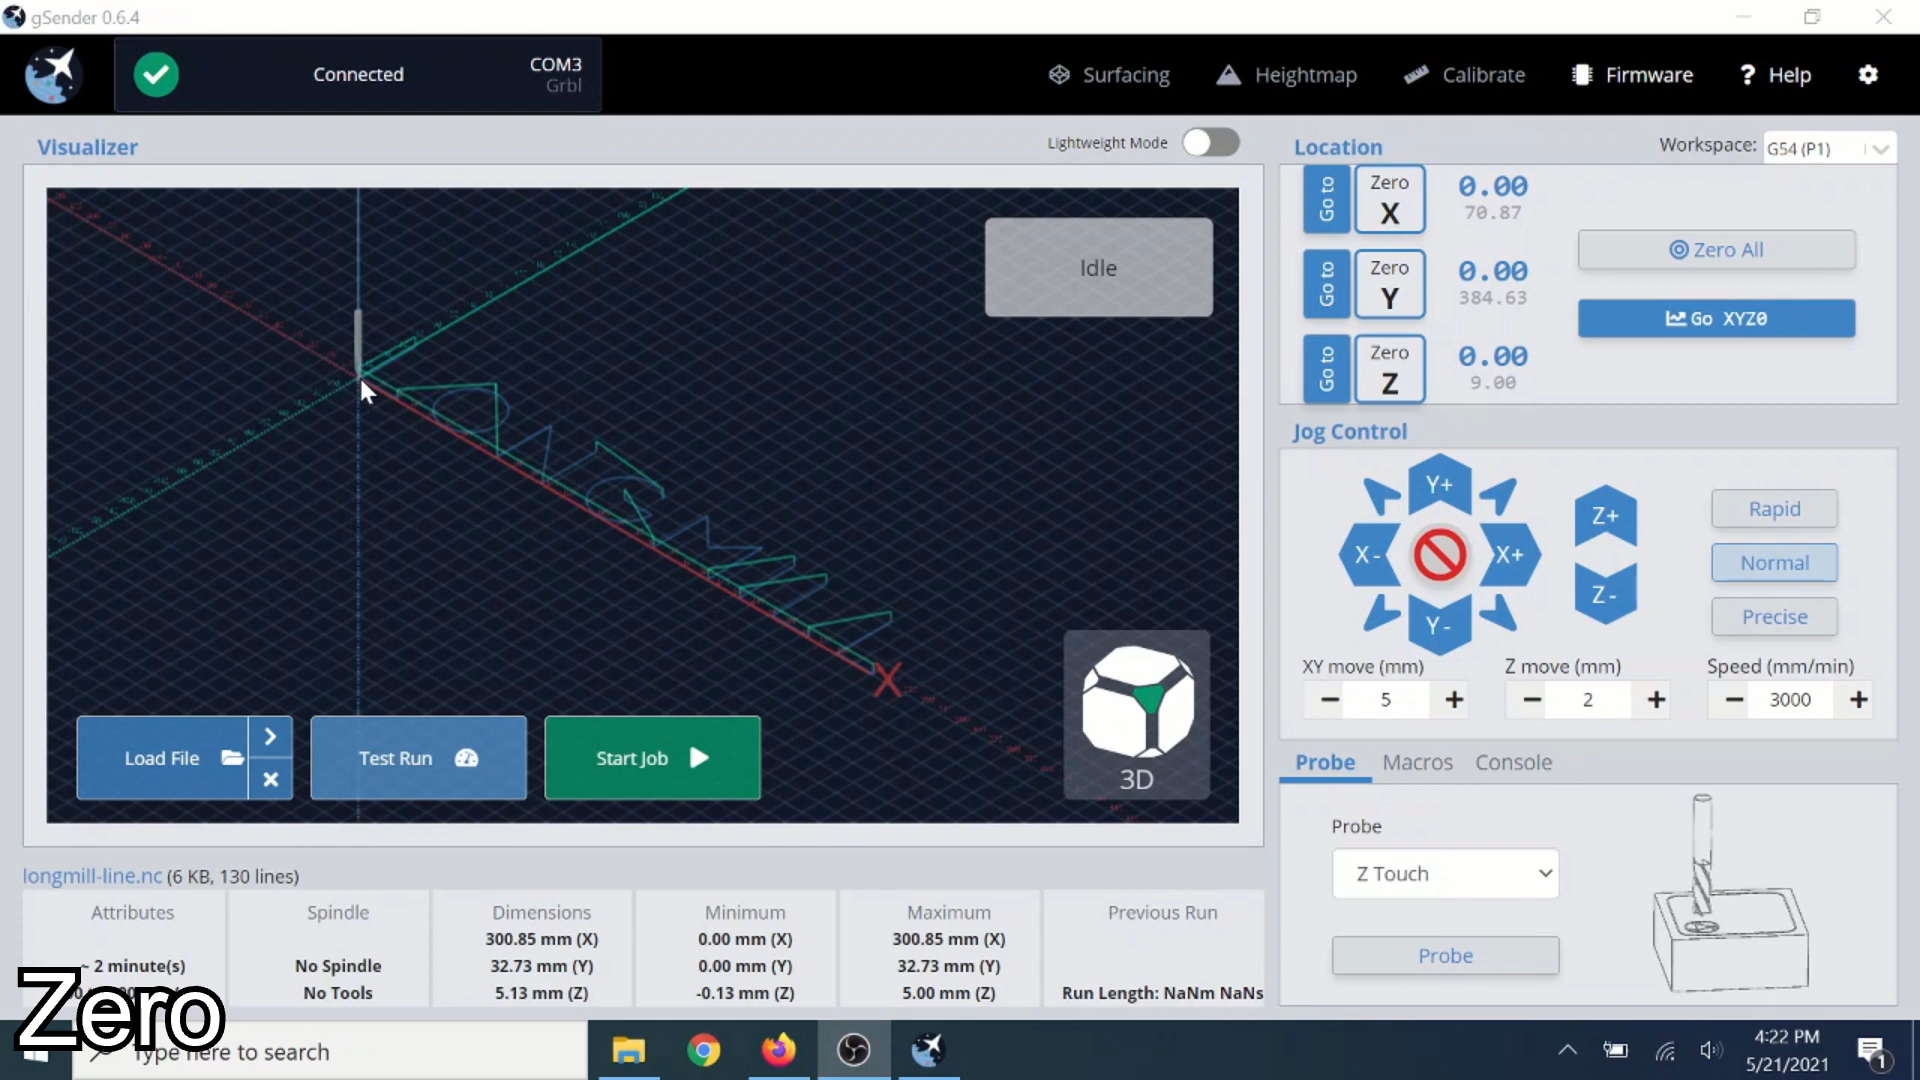 gSender 0.6.4
Connected
COM3
Grbl
Surfacing
Heightmap
Calibrate
Firmware
? Help
Visualizer
Lightweight Mode
Idle
X
3D
Load File
Test Run
Start Job
Location
Workspace: G54 (P1)
Go to
Zero
X
0.00
70.87
Go to
Zero
Y
0.00
384.63
Go to
Zero
Z
0.00
9.00
Zero All
Go XYZ0
Jog Control
Y+
X-
X+
Y-
Z+
Z-
Rapid
Normal
Precise
XY move (mm)
Z move (mm)
Speed (mm/min)
− 5 +
− 2 +
− 3000 +
Probe Macros Console
Probe
Z Touch
Probe
longmill-line.nc (6 KB, 130 lines)
Attributes
~ 2 minute(s)
Spindle
No Spindle
No Tools
Dimensions
300.85 mm (X)
32.73 mm (Y)
5.13 mm (Z)
Minimum
0.00 mm (X)
0.00 mm (Y)
-0.13 mm (Z)
Maximum
300.85 mm (X)
32.73 mm (Y)
5.00 mm (Z)
Previous Run
Run Length: NaNm NaNs
Zero
Type here to search
4:22 PM
5/21/2021
1